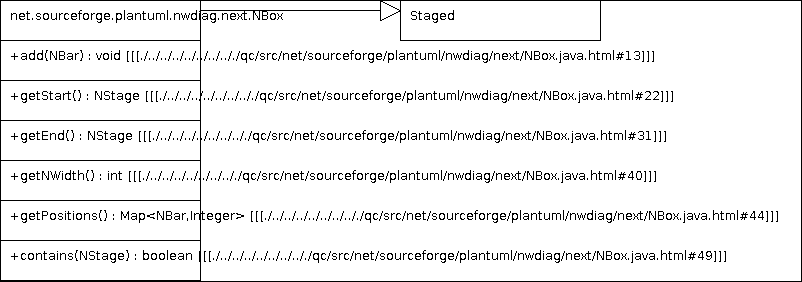 net.sourceforge.plantuml.nwdiag.next.NBox
Staged
+add(NBar) : void [[[./../../../../../../../../qc/src/net/sourceforge/plantuml/nwdiag/next/NBox.java.html#13]]]
+getStart() : NStage [[[./../../../../../../../../qc/src/net/sourceforge/plantuml/nwdiag/next/NBox.java.html#22]]]
+getEnd() : NStage [[[./../../../../../../../../qc/src/net/sourceforge/plantuml/nwdiag/next/NBox.java.html#31]]]
+getNWidth() : int [[[./../../../../../../../../qc/src/net/sourceforge/plantuml/nwdiag/next/NBox.java.html#40]]]
+getPositions() : Map<NBar,Integer> [[[./../../../../../../../../qc/src/net/sourceforge/plantuml/nwdiag/next/NBox.java.html#44]]]
+contains(NStage) : boolean [[[./../../../../../../../../qc/src/net/sourceforge/plantuml/nwdiag/next/NBox.java.html#49]]]